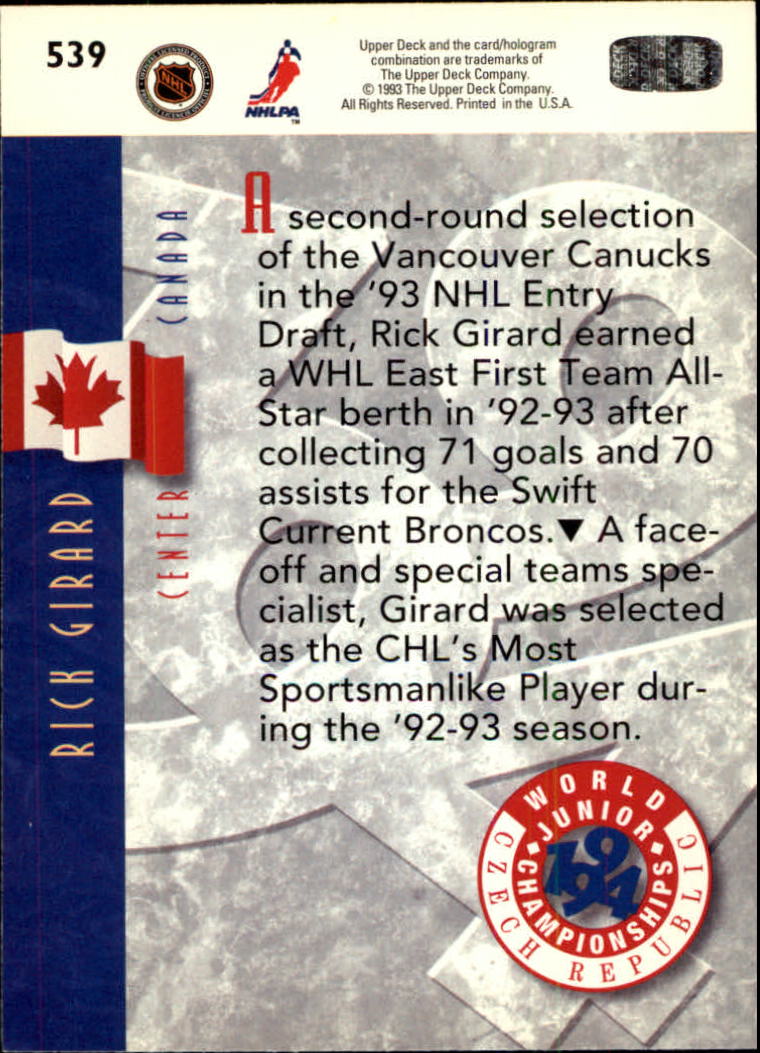 539
NHL
NHLPA
TM
Upper Deck and the card/hologram
combination are trademarks of
The Upper Deck Company.
© 1993 The Upper Deck Company.
All Rights Reserved. Printed in the U.S.A.
CANADA
CENTER
RICK GIRARD
A second-round selection
of the Vancouver Canucks
in the '93 NHL Entry
Draft, Rick Girard earned
a WHL East First Team All-
Star berth in '92-93 after
collecting 71 goals and 70
assists for the Swift
Current Broncos.▼ A face-
off and special teams spe-
cialist, Girard was selected
as the CHL's Most
Sportsmanlike Player dur-
ing the '92-93 season.
WORLD
JUNIOR
1994
CHAMPIONSHIPS
CZECH REPUBLIC